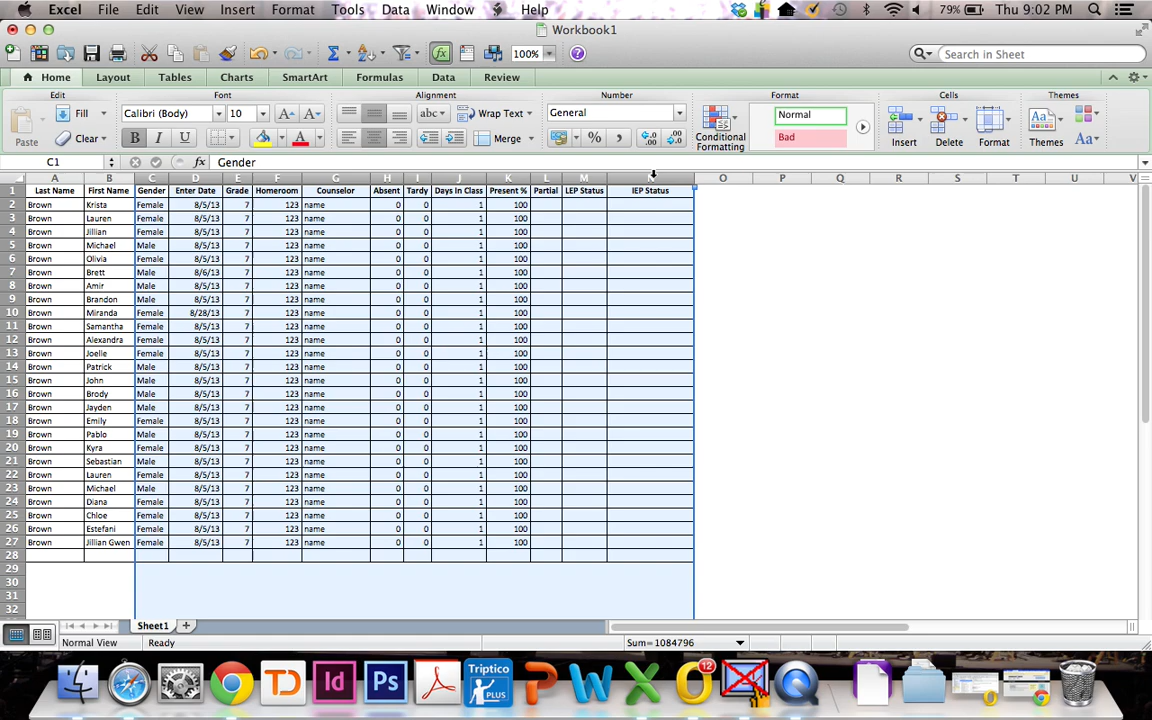 Excel File Edit View Insert Format Tools Data Window Help 79% Thu 9:02 PM
Workbook1
100% Search in Sheet
Home Layout Tables Charts SmartArt Formulas Data Review
Edit Font Alignment Number Format Cells Themes
Fill Calibri (Body) 10 A A abc Wrap Text General Normal
Paste Clear B I U A Merge % , Conditional Formatting Bad Insert Delete Format Themes Aa
C1 fx Gender
A B C D E F G H I J K L M O P Q R S T U V
1 Last Name First Name Gender Enter Date Grade Homeroom Counselor Absent Tardy Days In Class Present % Partial LEP Status IEP Status
2 Brown Krista Female 8/5/13 7 123 name 0 0 1 100
3 Brown Lauren Female 8/5/13 7 123 name 0 0 1 100
4 Brown Jillian Female 8/5/13 7 123 name 0 0 1 100
5 Brown Michael Male 8/5/13 7 123 name 0 0 1 100
6 Brown Olivia Female 8/5/13 7 123 name 0 0 1 100
7 Brown Brett Male 8/6/13 7 123 name 0 0 1 100
8 Brown Amir Male 8/5/13 7 123 name 0 0 1 100
9 Brown Brandon Male 8/5/13 7 123 name 0 0 1 100
10 Brown Miranda Female 8/28/13 7 123 name 0 0 1 100
11 Brown Samantha Female 8/5/13 7 123 name 0 0 1 100
12 Brown Alexandra Female 8/5/13 7 123 name 0 0 1 100
13 Brown Joelle Female 8/5/13 7 123 name 0 0 1 100
14 Brown Patrick Male 8/5/13 7 123 name 0 0 1 100
15 Brown John Male 8/5/13 7 123 name 0 0 1 100
16 Brown Brody Male 8/5/13 7 123 name 0 0 1 100
17 Brown Jayden Male 8/5/13 7 123 name 0 0 1 100
18 Brown Emily Female 8/5/13 7 123 name 0 0 1 100
19 Brown Pablo Male 8/5/13 7 123 name 0 0 1 100
20 Brown Kyra Female 8/5/13 7 123 name 0 0 1 100
21 Brown Sebastian Male 8/5/13 7 123 name 0 0 1 100
22 Brown Lauren Female 8/5/13 7 123 name 0 0 1 100
23 Brown Michael Male 8/5/13 7 123 name 0 0 1 100
24 Brown Diana Female 8/5/13 7 123 name 0 0 1 100
25 Brown Chloe Female 8/5/13 7 123 name 0 0 1 100
26 Brown Estefani Female 8/5/13 7 123 name 0 0 1 100
27 Brown Jillian Gwen Female 8/5/13 7 123 name 0 0 1 100
28
29
30
31
32
Sheet1
Normal View Ready Sum=1084796
TD Id Ps Triptico PLUS 12